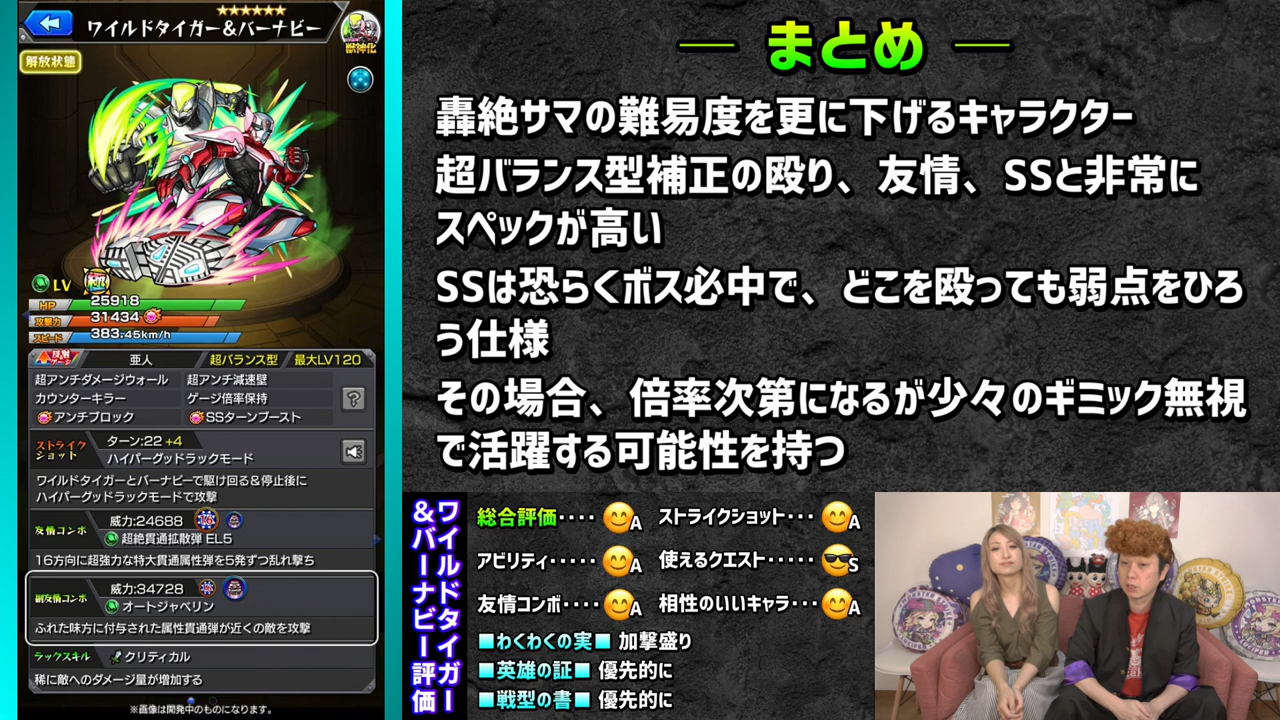 ワイルドタイガー＆バーナビー
獣神化
解放状態
LV 極
HP 25918
攻撃力 31434
スピード 383.45km/h
反射 亜人 超バランス型 最大LV120
超アンチダメージウォール 超アンチ減速壁
カウンターキラー ゲージ倍率保持
アンチブロック SSターンブースト
ストライクショット ターン:22 +4
ハイパーグッドラックモード
ワイルドタイガーとバーナビーで駆け回る＆停止後に
ハイパーグッドラックモードで攻撃
友情コンボ 威力:24688
超絶貫通拡散弾 EL5
16方向に超強力な特大貫通属性弾を5発ずつ乱れ撃ち
副友情コンボ 威力:34728
オートジャベリン
ふれた味方に付与された属性貫通弾が近くの敵を攻撃
ラックスキル クリティカル
稀に敵へのダメージ量が増加する
※画像は開発中のものになります。
まとめ
轟絶サマの難易度を更に下げるキャラクター
超バランス型補正の殴り、友情、SSと非常に
スペックが高い
SSは恐らくボス必中で、どこを殴っても弱点をひろ
う仕様
その場合、倍率次第になるが少々のギミック無視
で活躍する可能性を持つ
ワイルドタイガー
＆バーナビー評価
総合評価････A ストライクショット･･･A
アビリティ･････A 使えるクエスト･････S
友情コンボ････A 相性のいいキャラ･･･A
■わくわくの実■ 加撃盛り
■英雄の証■ 優先的に
■戦型の書■ 優先的に